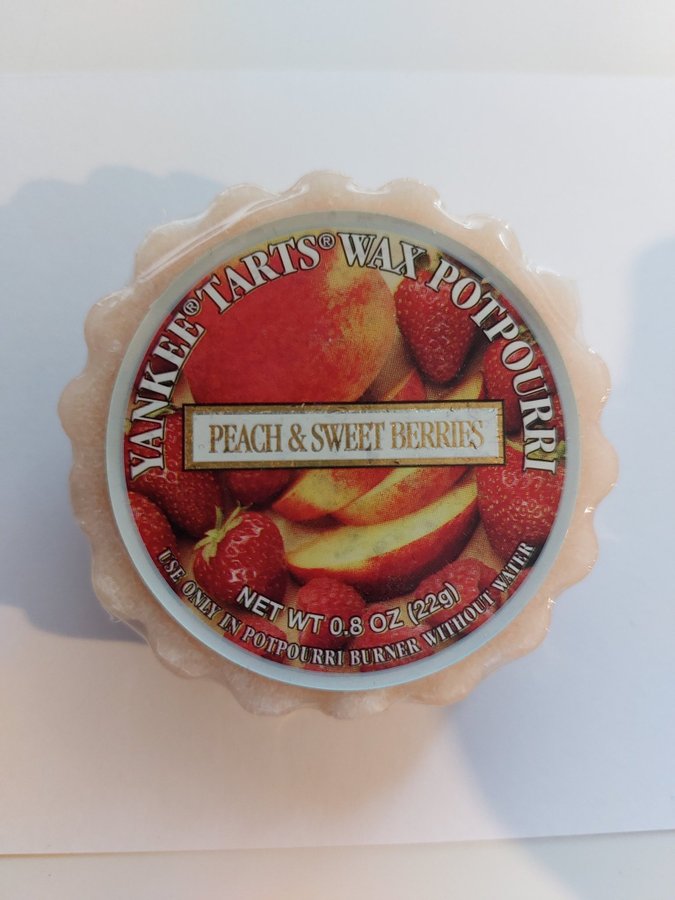 YANKEE® TARTS® WAX POTPOURRI
PEACH & SWEET BERRIES
NET WT 0.8 OZ (22g)
USE ONLY IN POTPOURRI BURNER WITHOUT WATER